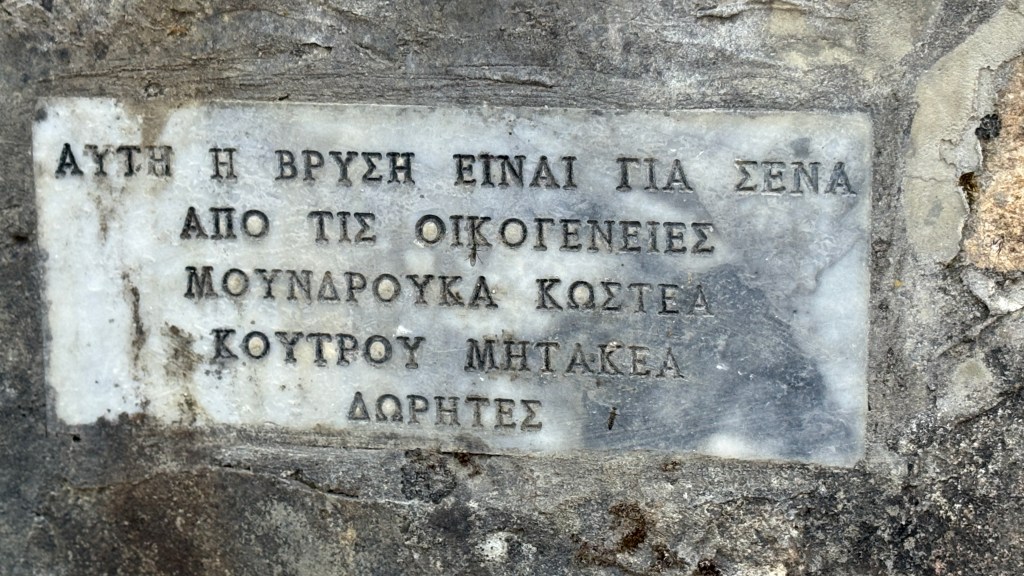 ΑΥΤΗ Η ΒΡΥΣΗ ΕΙΝΑΙ ΓΙΑ ΣΕΝΑ
ΑΠΟ ΤΙΣ ΟΙΚΟΓΕΝΕΙΕΣ
ΜΟΥΝΔΡΟΥΚΑ ΚΩΣΤΕΑ
ΚΟΥΤΡΟΥ ΜΗΤΑΚΕΑ
ΔΩΡΗΤΕΣ